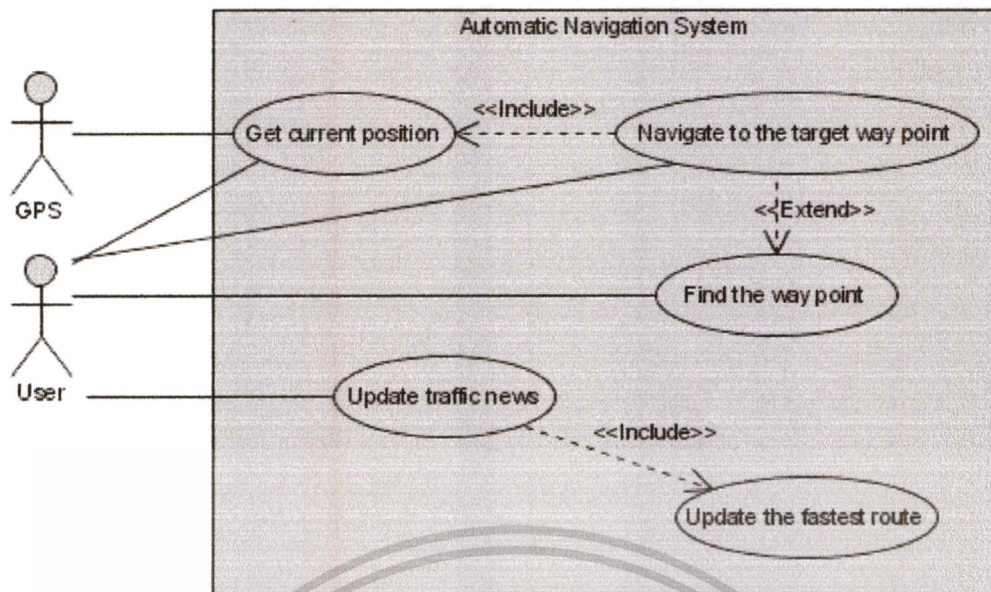 Automatic Navigation System
<<Include>>
Get current position
Navigate to the target way point
GPS
<<Extend>>
Find the way point
User
Update traffic news
<<Include>>
Update the fastest route